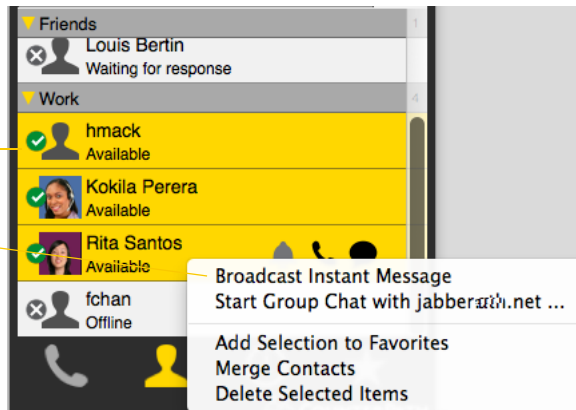 Friends 1
Louis Bertin
Waiting for response
Work 4
hmack
Available
Kokila Perera
Available
Rita Santos
Available
fchan
Offline
Broadcast Instant Message
Start Group Chat with .net ...
Add Selection to Favorites
Merge Contacts
Delete Selected Items